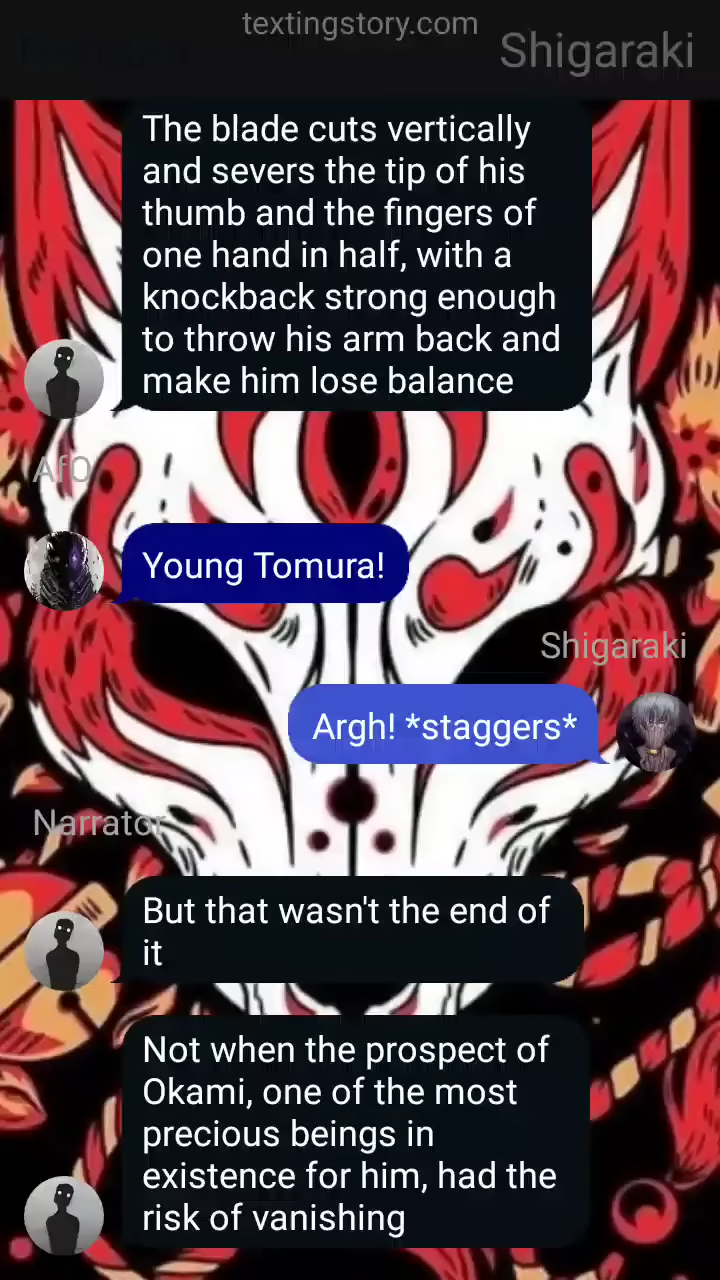 textingstory.com
Shigaraki
The blade cuts vertically
and severs the tip of his
thumb and the fingers of
one hand in half, with a
knockback strong enough
to throw his arm back and
make him lose balance
AfO
Young Tomura!
Shigaraki
Argh! *staggers*
Narrator
But that wasn't the end of
it
Not when the prospect of
Okami, one of the most
precious beings in
existence for him, had the
risk of vanishing